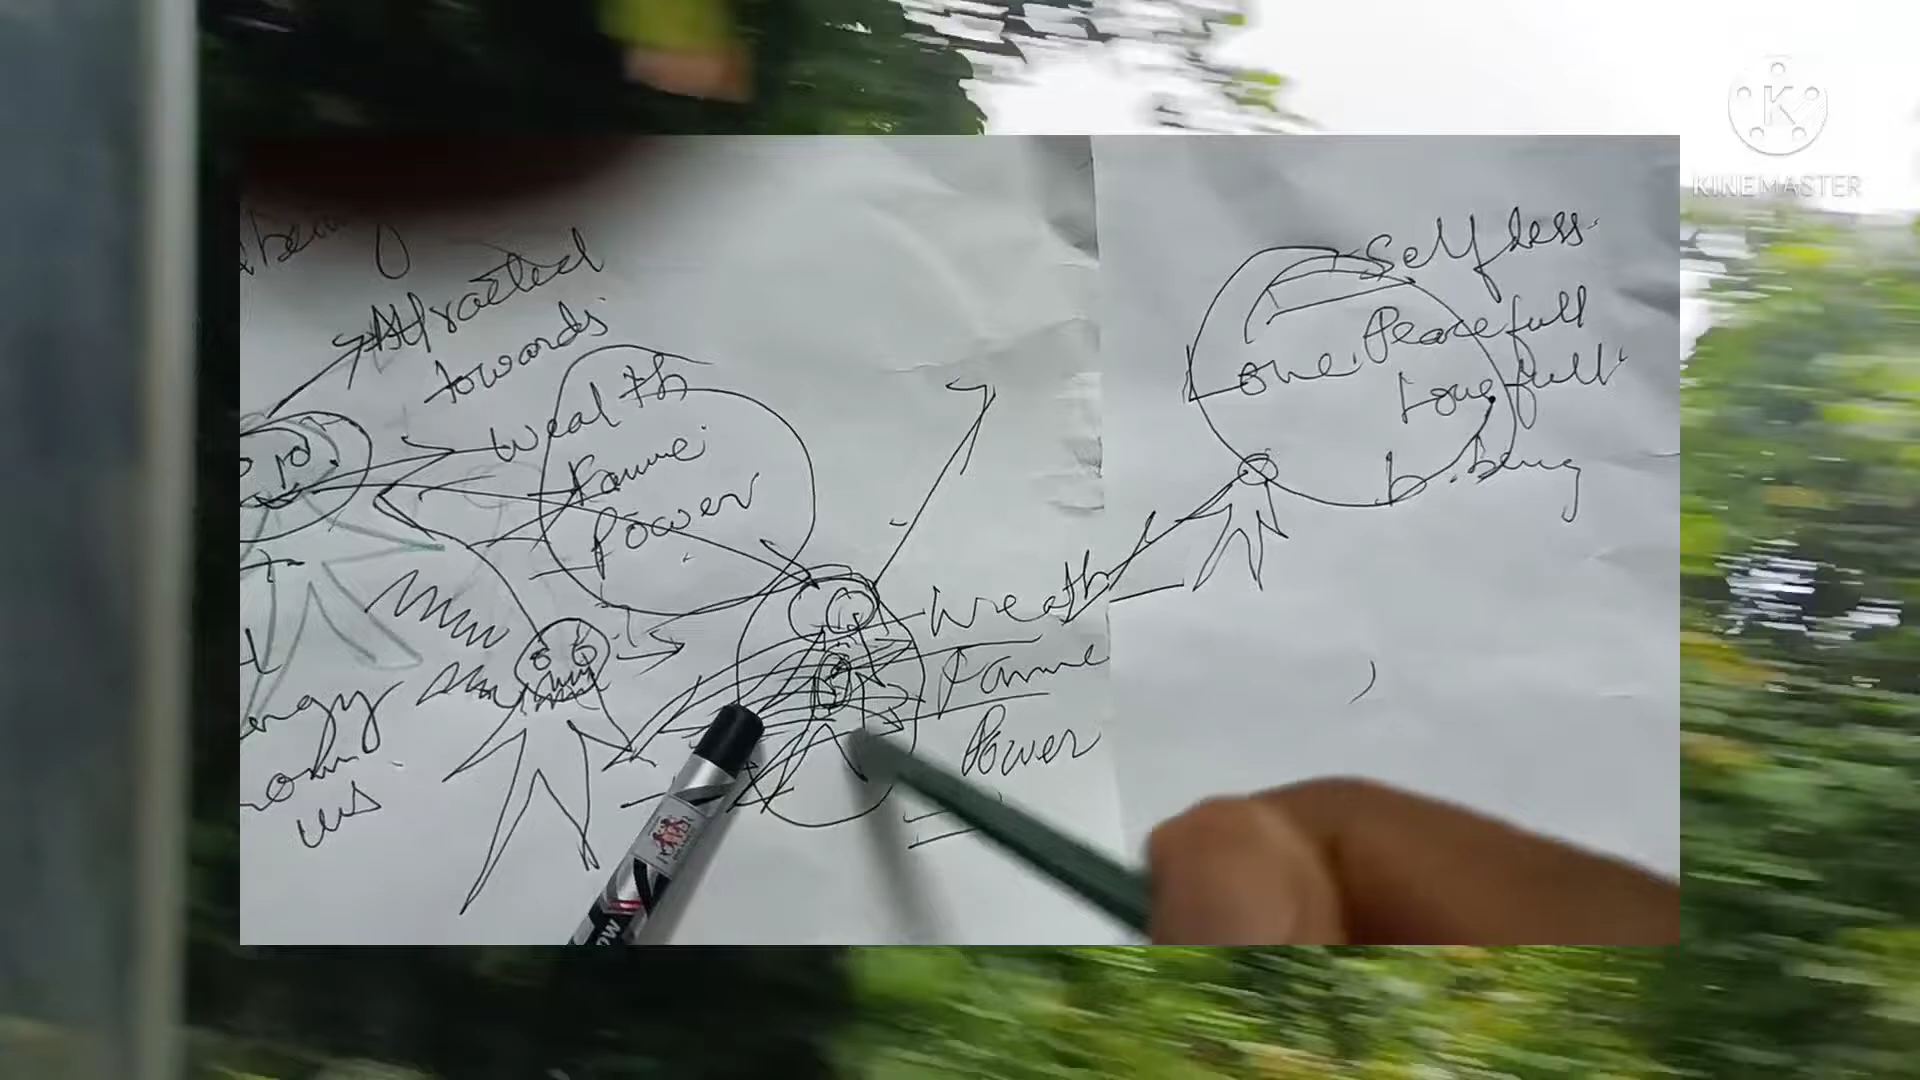 Attracted
towards
Wealth
Fame
Power
us
Wealth
Fame
Power
Selfless
Love. Peacefull
Lovefull
b.being
K
KINEMASTER